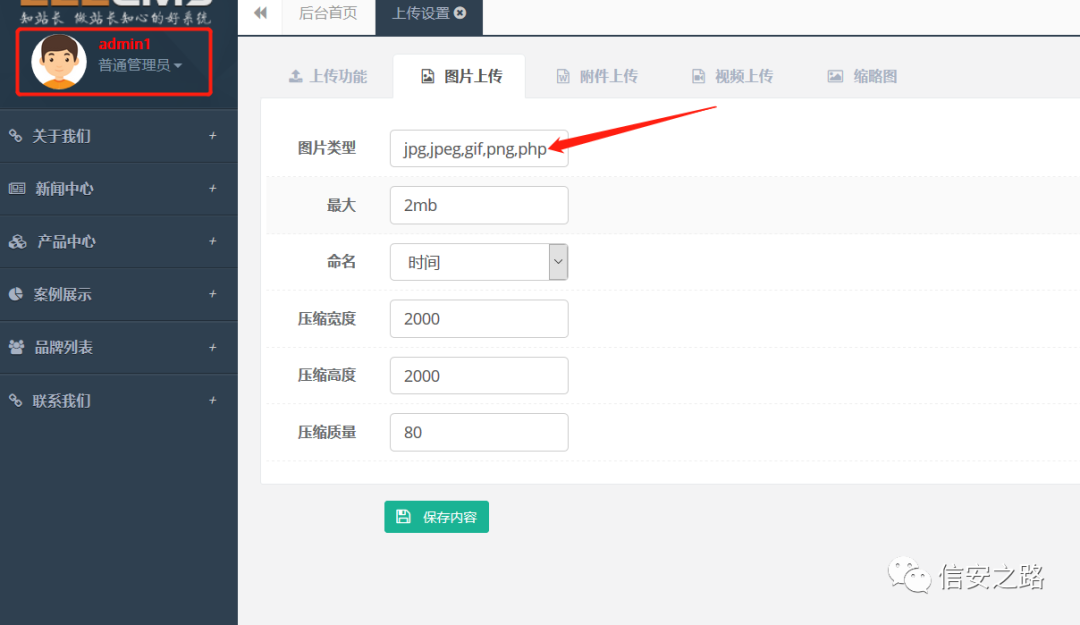 知站长 做站长知心的好系统
admin1
普通管理员
后台首页
上传设置
关于我们 +
新闻中心 +
产品中心 +
案例展示 +
品牌列表 +
联系我们 +
上传功能
图片上传
附件上传
视频上传
缩略图
图片类型 jpg,jpeg,gif,png,php
最大 2mb
命名 时间
压缩宽度 2000
压缩高度 2000
压缩质量 80
保存内容
信安之路